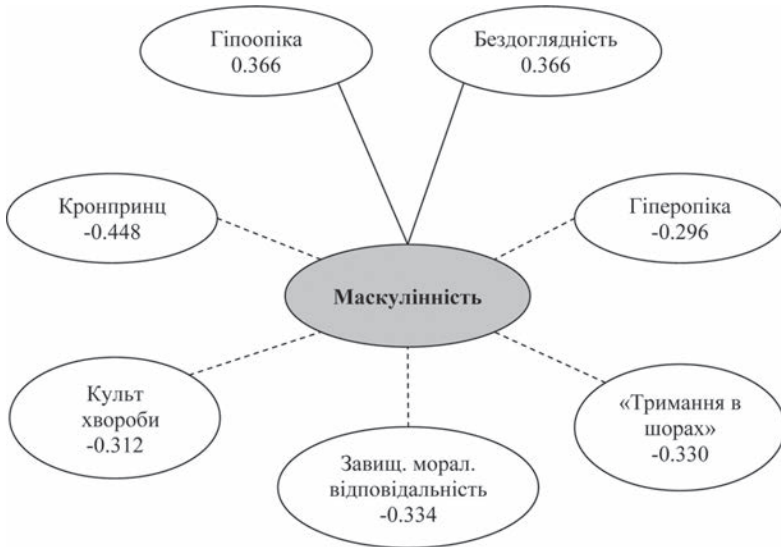 Гіпоопіка
0.366
Бездоглядність
0.366
Кронпринц
-0.448
Гіперопіка
-0.296
Маскулінність
Культ
хвороби
-0.312
Завищ. морал.
відповідальність
-0.334
«Тримання в
шорах»
-0.330